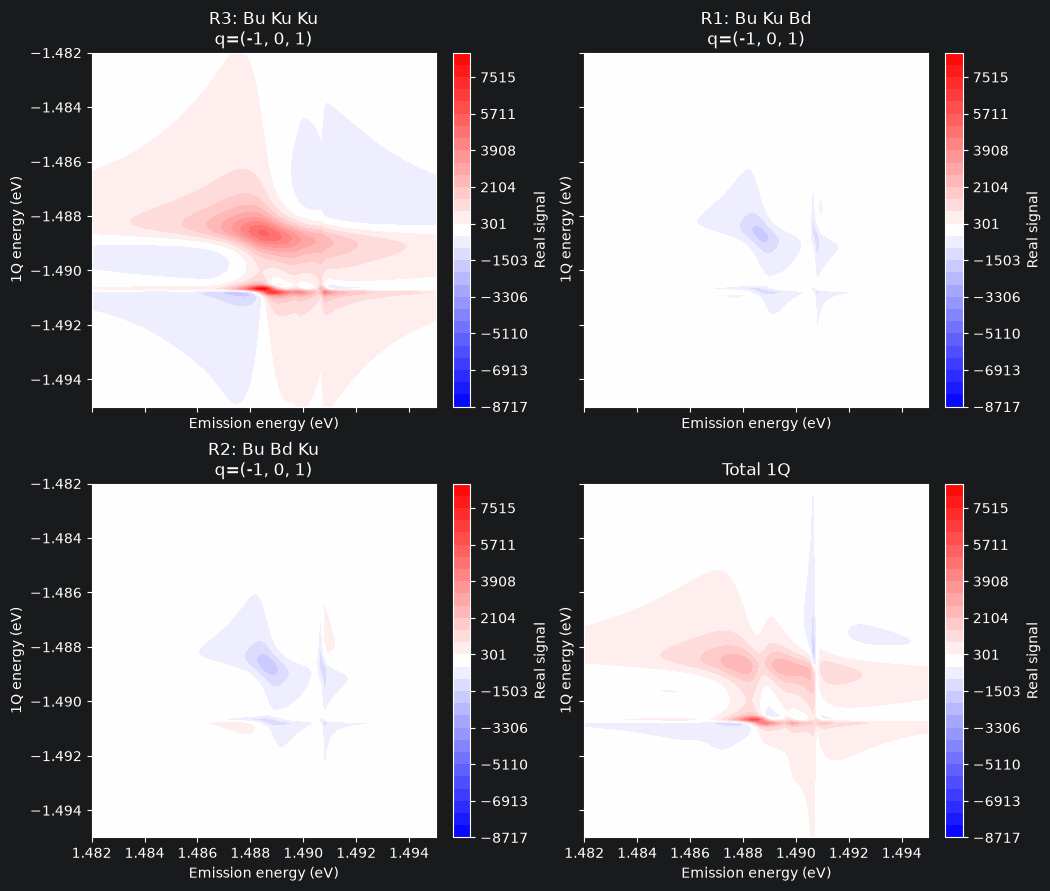 R3: Bu Ku Ku
q=(-1, 0, 1)
−1.482
−1.484
−1.486
−1.488
−1.490
−1.492
−1.494
1Q energy (eV)
Emission energy (eV)
7515
5711
3908
2104
301
−1503
−3306
−5110
−6913
−8717
Real signal
R1: Bu Ku Bd
q=(-1, 0, 1)
1Q energy (eV)
Emission energy (eV)
7515
5711
3908
2104
301
−1503
−3306
−5110
−6913
−8717
Real signal
R2: Bu Bd Ku
q=(-1, 0, 1)
−1.482
−1.484
−1.486
−1.488
−1.490
−1.492
−1.494
1Q energy (eV)
1.482 1.484 1.486 1.488 1.490 1.492 1.494
Emission energy (eV)
7515
5711
3908
2104
301
−1503
−3306
−5110
−6913
−8717
Real signal
Total 1Q
1Q energy (eV)
1.482 1.484 1.486 1.488 1.490 1.492 1.494
Emission energy (eV)
7515
5711
3908
2104
301
−1503
−3306
−5110
−6913
−8717
Real signal